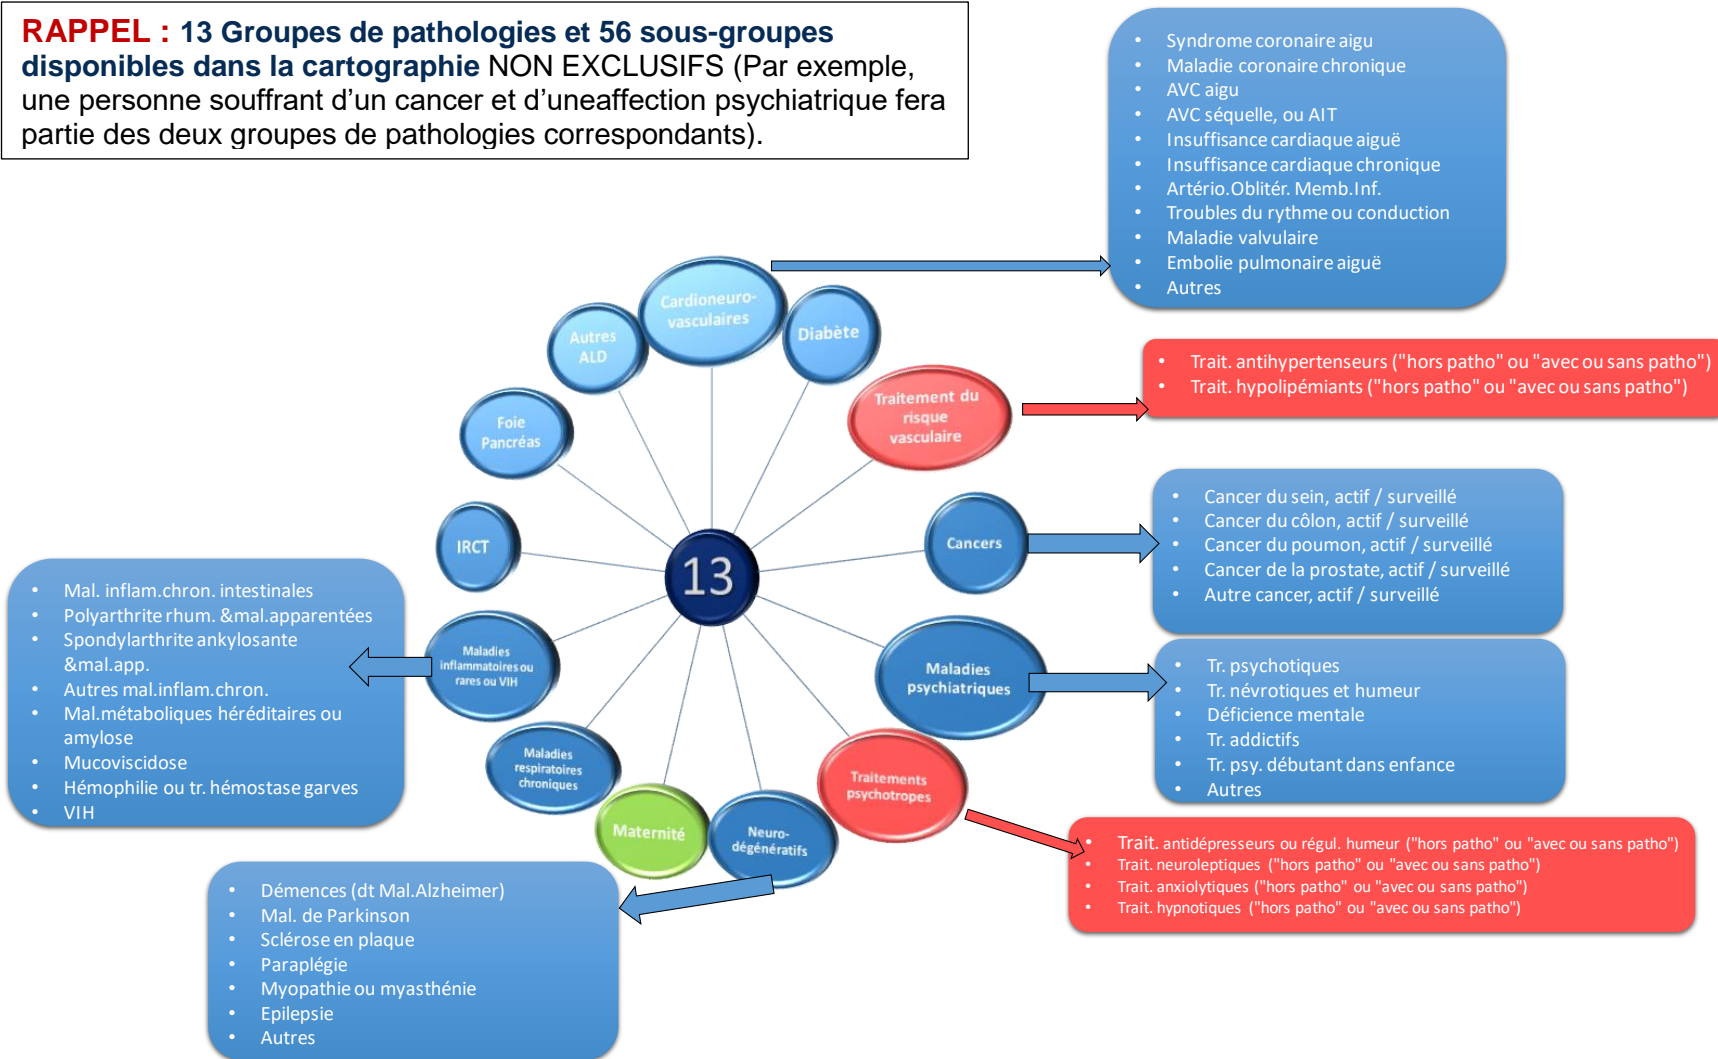 RAPPEL : 13 Groupes de pathologies et 56 sous-groupes
disponibles dans la cartographie NON EXCLUSIFS (Par exemple,
une personne souffrant d’un cancer et d’uneaffection psychiatrique fera
partie des deux groupes de pathologies correspondants).
• Syndrome coronaire aigu
• Maladie coronaire chronique
• AVC aigu
• AVC séquelle, ou AIT
• Insuffisance cardiaque aiguë
• Insuffisance cardiaque chronique
• Artério.Oblitér. Memb.Inf.
• Troubles du rythme ou conduction
• Maladie valvulaire
• Embolie pulmonaire aiguë
• Autres
Cardioneuro-
vasculaires
Diabète
Autres
ALD
Traitement du
risque
vasculaire
• Trait. antihypertenseurs ("hors patho" ou "avec ou sans patho")
• Trait. hypolipémiants ("hors patho" ou "avec ou sans patho")
Foie
Pancréas
IRCT
13
Cancers
• Cancer du sein, actif / surveillé
• Cancer du côlon, actif / surveillé
• Cancer du poumon, actif / surveillé
• Cancer de la prostate, actif / surveillé
• Autre cancer, actif / surveillé
• Mal. inflam.chron. intestinales
• Polyarthrite rhum. &mal.apparentées
• Spondylarthrite ankylosante
&mal.app.
• Autres mal.inflam.chron.
• Mal.métaboliques héréditaires ou
amylose
• Mucoviscidose
• Hémophilie ou tr. hémostase garves
• VIH
Maladies
inflammatoires ou
rares ou VIH
Maladies
psychiatriques
• Tr. psychotiques
• Tr. névrotiques et humeur
• Déficience mentale
• Tr. addictifs
• Tr. psy. débutant dans enfance
• Autres
Maladies
respiratoires
chroniques
Maternité
Neuro-
dégénératifs
Traitements
psychotropes
• Trait. antidépresseurs ou régul. humeur ("hors patho" ou "avec ou sans patho")
• Trait. neuroleptiques ("hors patho" ou "avec ou sans patho")
• Trait. anxiolytiques ("hors patho" ou "avec ou sans patho")
• Trait. hypnotiques ("hors patho" ou "avec ou sans patho")
• Démences (dt Mal.Alzheimer)
• Mal. de Parkinson
• Sclérose en plaque
• Paraplégie
• Myopathie ou myasthénie
• Epilepsie
• Autres